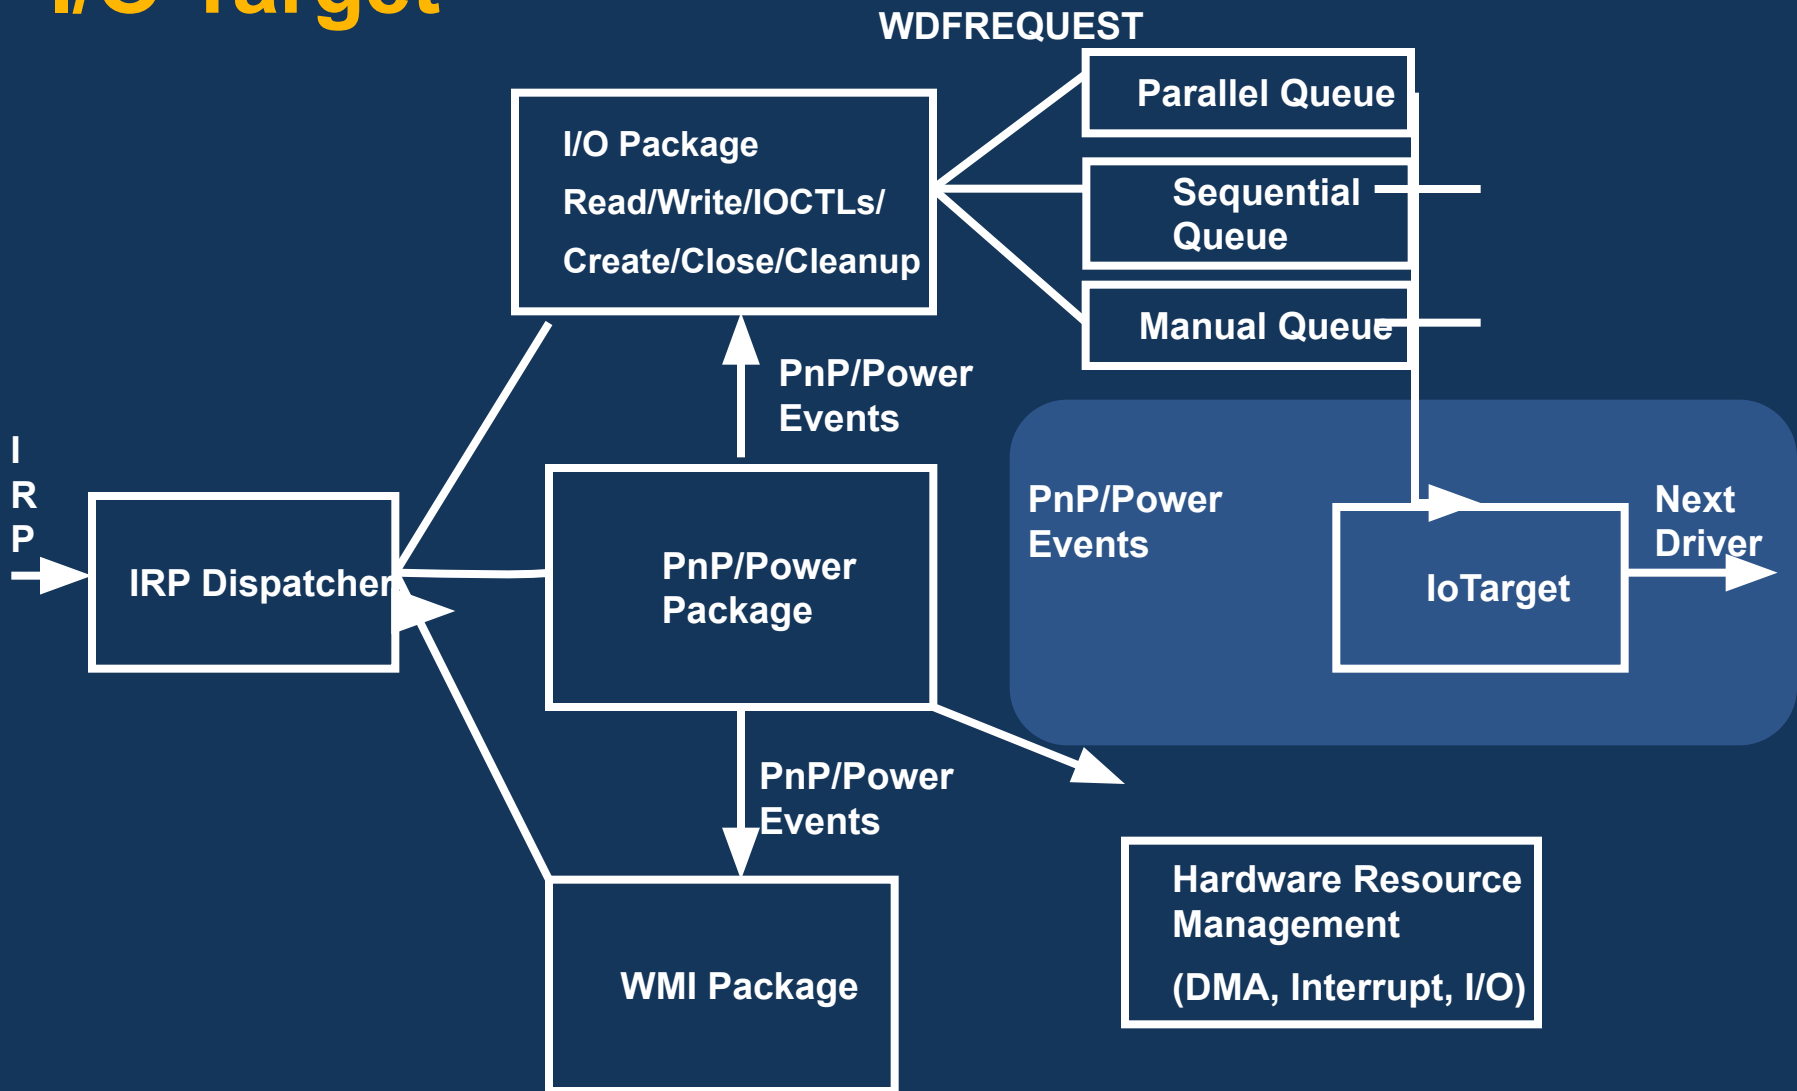 I/O Target
WDFREQUEST
Parallel Queue
I/O Package
Read/Write/IOCTLs/
Create/Close/Cleanup
Sequential
Queue
Manual Queue
PnP/Power
Events
I
R
P
IRP Dispatcher
PnP/Power
Package
PnP/Power
Events
Next
Driver
IoTarget
PnP/Power
Events
Hardware Resource
Management
(DMA, Interrupt, I/O)
WMI Package